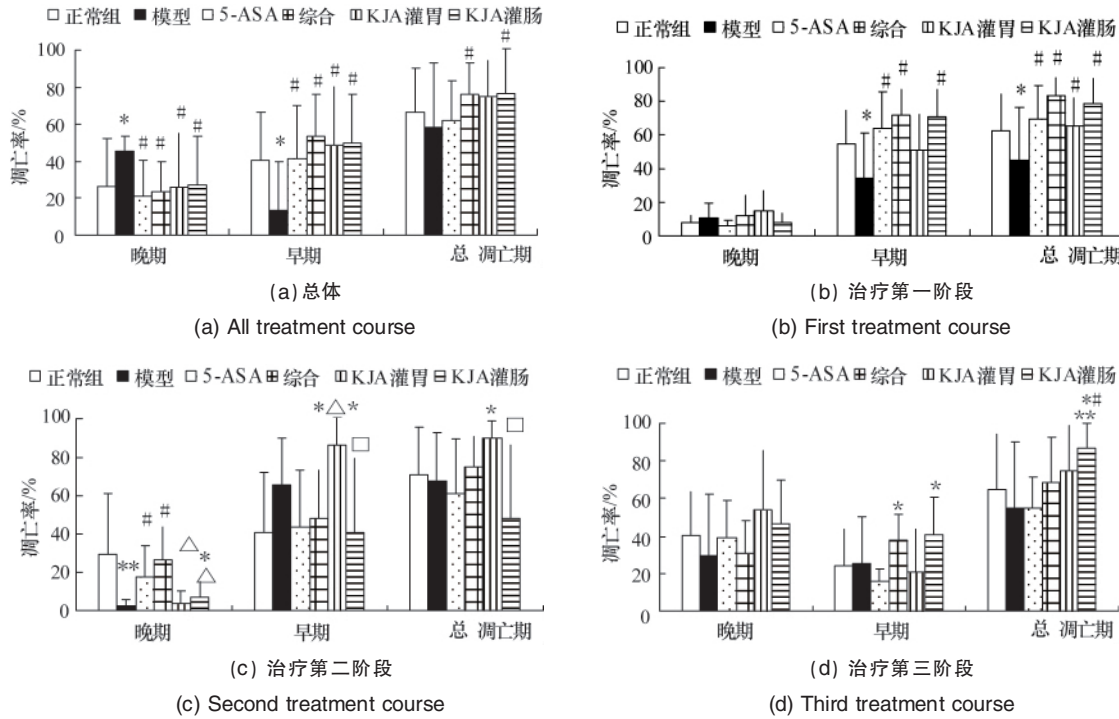 □ 正常组 ■ 模型 □ 5-ASA 田 综合 KJA灌胃 KJA灌肠
100
80
60
40
20
0
凋亡率/%
* # # # #
* # # # #
# #
晚期 早期 总 凋亡期
(a) 总体
(a) All treatment course
□ 正常组 ■ 模型 □ 5-ASA 田 综合 KJA灌胃 KJA灌肠
100
80
60
40
20
0
凋亡率/%
* # # #
* # # # #
晚期 早期 总 凋亡期
(b) 治疗第一阶段
(b) First treatment course
□ 正常组 ■ 模型 □ 5-ASA 田 综合 KJA灌胃 KJA灌肠
100
80
60
40
20
0
凋亡率/%
** # # △ * △
* △ * □
* □
晚期 早期 总 凋亡期
(c) 治疗第二阶段
(c) Second treatment course
□ 正常组 ■ 模型 □ 5-ASA 田 综合 KJA灌胃 KJA灌肠
100
80
60
40
20
0
凋亡率/%
* *
*#
**
晚期 早期 总 凋亡期
(d) 治疗第三阶段
(d) Third treatment course